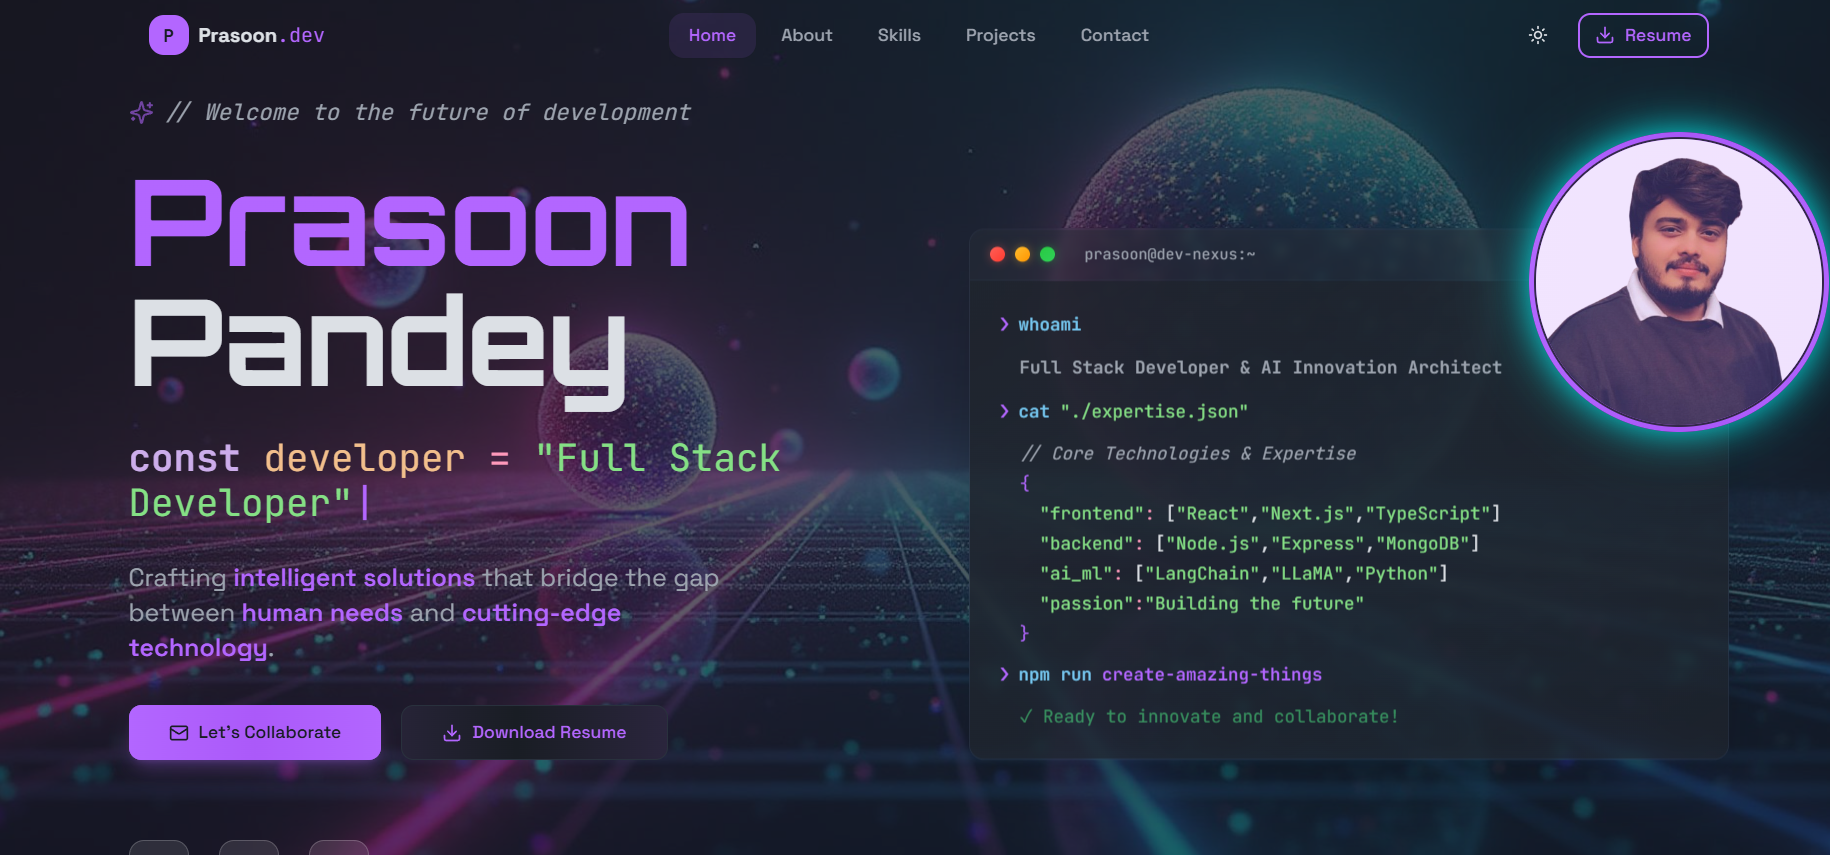 P Prasoon.dev
Home About Skills Projects Contact
Resume
// Welcome to the future of development
Prasoon
Pandey
const developer = "Full Stack
Developer"|
Crafting intelligent solutions that bridge the gap
between human needs and cutting-edge
technology.
Let's Collaborate
Download Resume
prasoon@dev-nexus:~
❯ whoami
Full Stack Developer & AI Innovation Architect
❯ cat "./expertise.json"
// Core Technologies & Expertise
{
"frontend": ["React","Next.js","TypeScript"]
"backend": ["Node.js","Express","MongoDB"]
"ai_ml": ["LangChain","LLaMA","Python"]
"passion":"Building the future"
}
❯ npm run create-amazing-things
✓ Ready to innovate and collaborate!